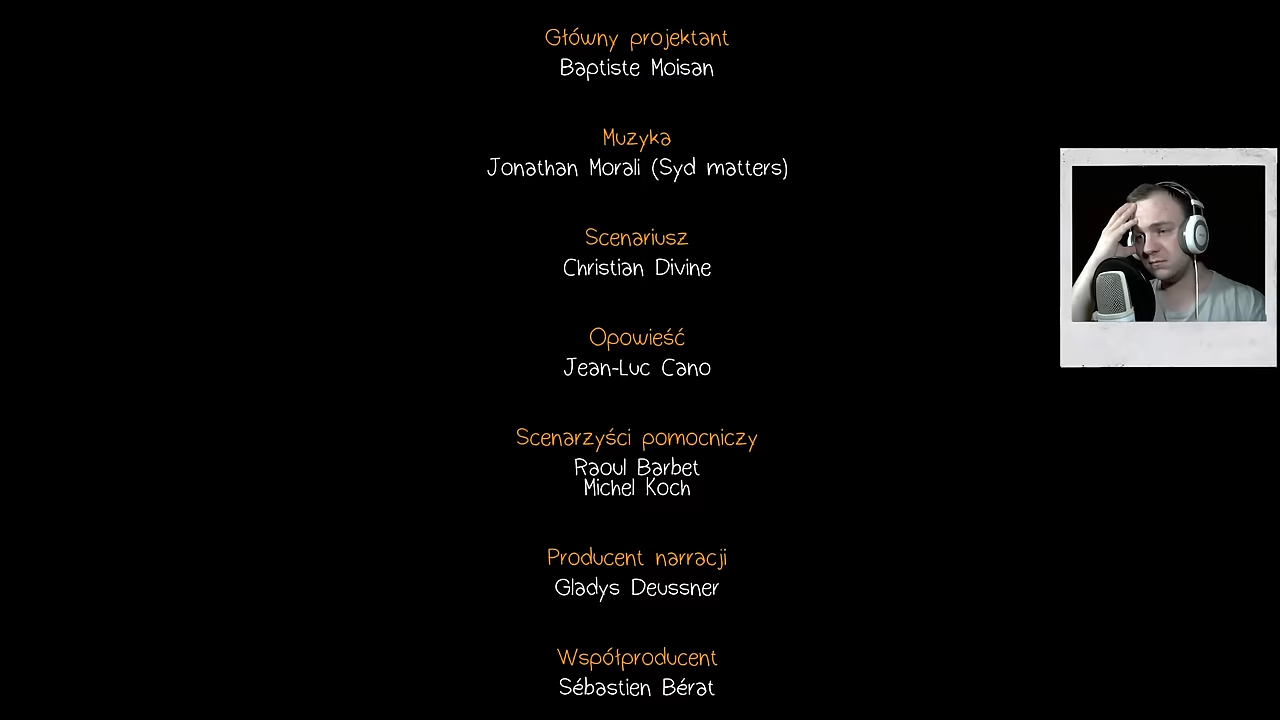 Główny projektant
Baptiste Moisan
Muzyka
Jonathan Morali (Syd matters)
Scenariusz
Christian Divine
Opowieść
Jean-Luc Cano
Scenarzyści pomocniczy
Raoul Barbet
Michel Koch
Producent narracji
Gladys Deussner
Współproducent
Sébastien Bérat